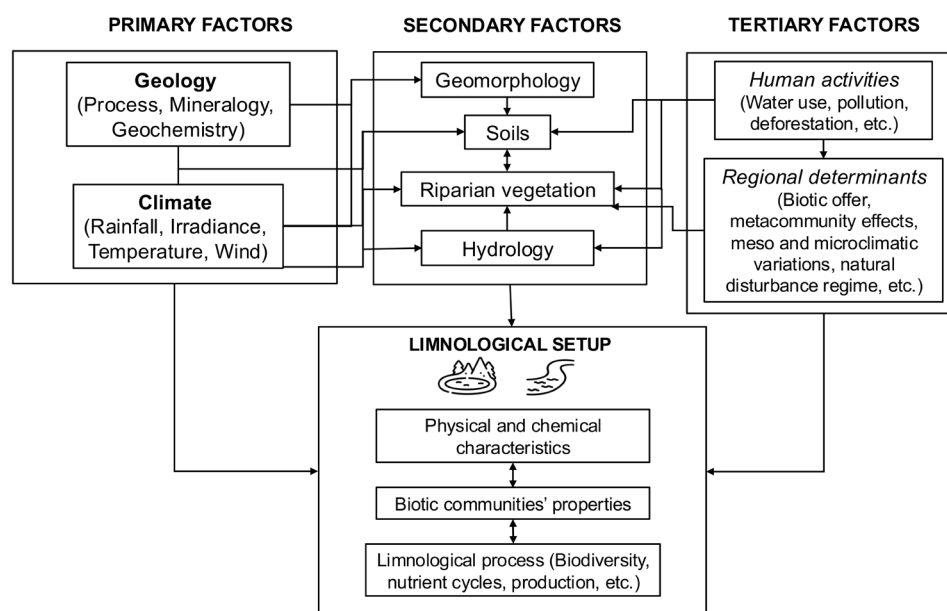 PRIMARY FACTORS
Geology
(Process, Mineralogy,
Geochemistry)
Climate
(Rainfall, Irradiance,
Temperature, Wind)
SECONDARY FACTORS
Geomorphology
Soils
Riparian vegetation
Hydrology
TERTIARY FACTORS
Human activities
(Water use, pollution,
deforestation, etc.)
Regional determinants
(Biotic offer,
metacommunity effects,
meso and microclimatic
variations, natural
disturbance regime, etc.)
LIMNOLOGICAL SETUP
Physical and chemical
characteristics
Biotic communities’ properties
Limnological process (Biodiversity,
nutrient cycles, production, etc.)